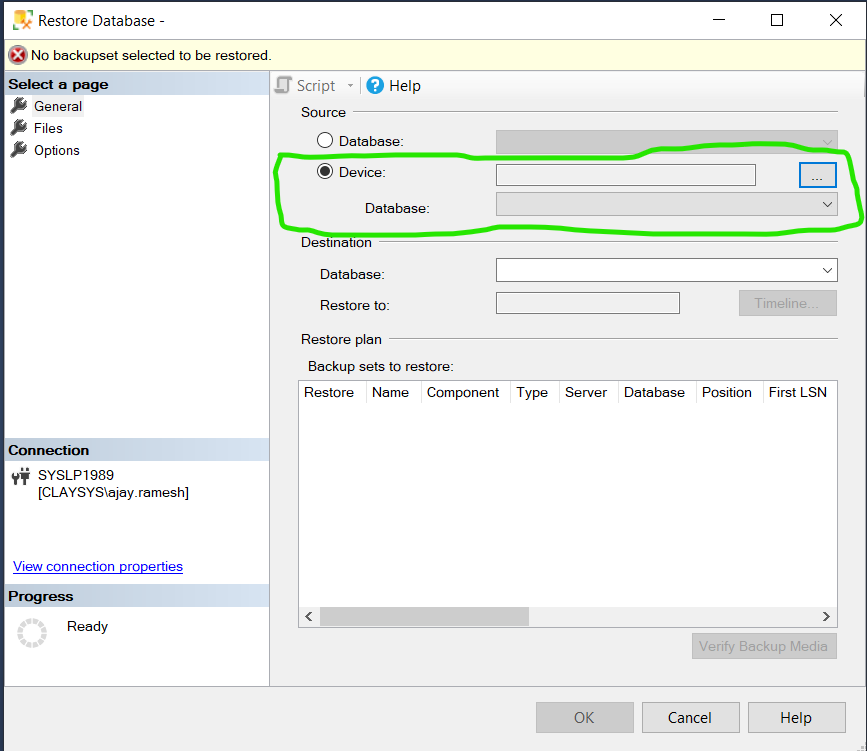 Restore Database -
No backupset selected to be restored.
Select a page
General
Files
Options
Script
Help
Source
Database:
Device:
...
Database:
Destination
Database:
Restore to:
Timeline...
Restore plan
Backup sets to restore:
Restore Name Component Type Server Database Position First LSN
Connection
SYSLP1989
[CLAYSYS\ajay.ramesh]
View connection properties
Progress
Ready
Verify Backup Media
OK Cancel Help